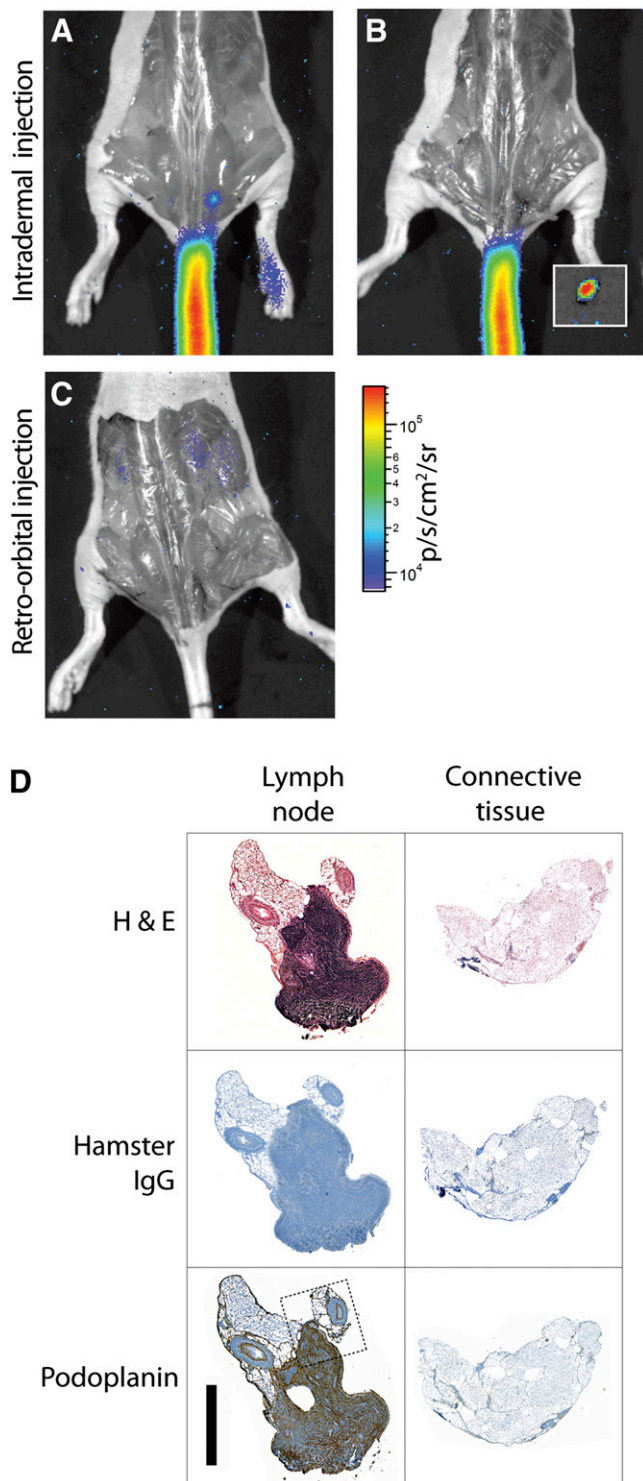 A
B
Intradermal injection
C
Retro-orbital injection
10⁵
6
5
4
3
2
10⁴
p/s/cm²/sr
D
Lymph
node
Connective
tissue
H & E
Hamster
IgG
Podoplanin